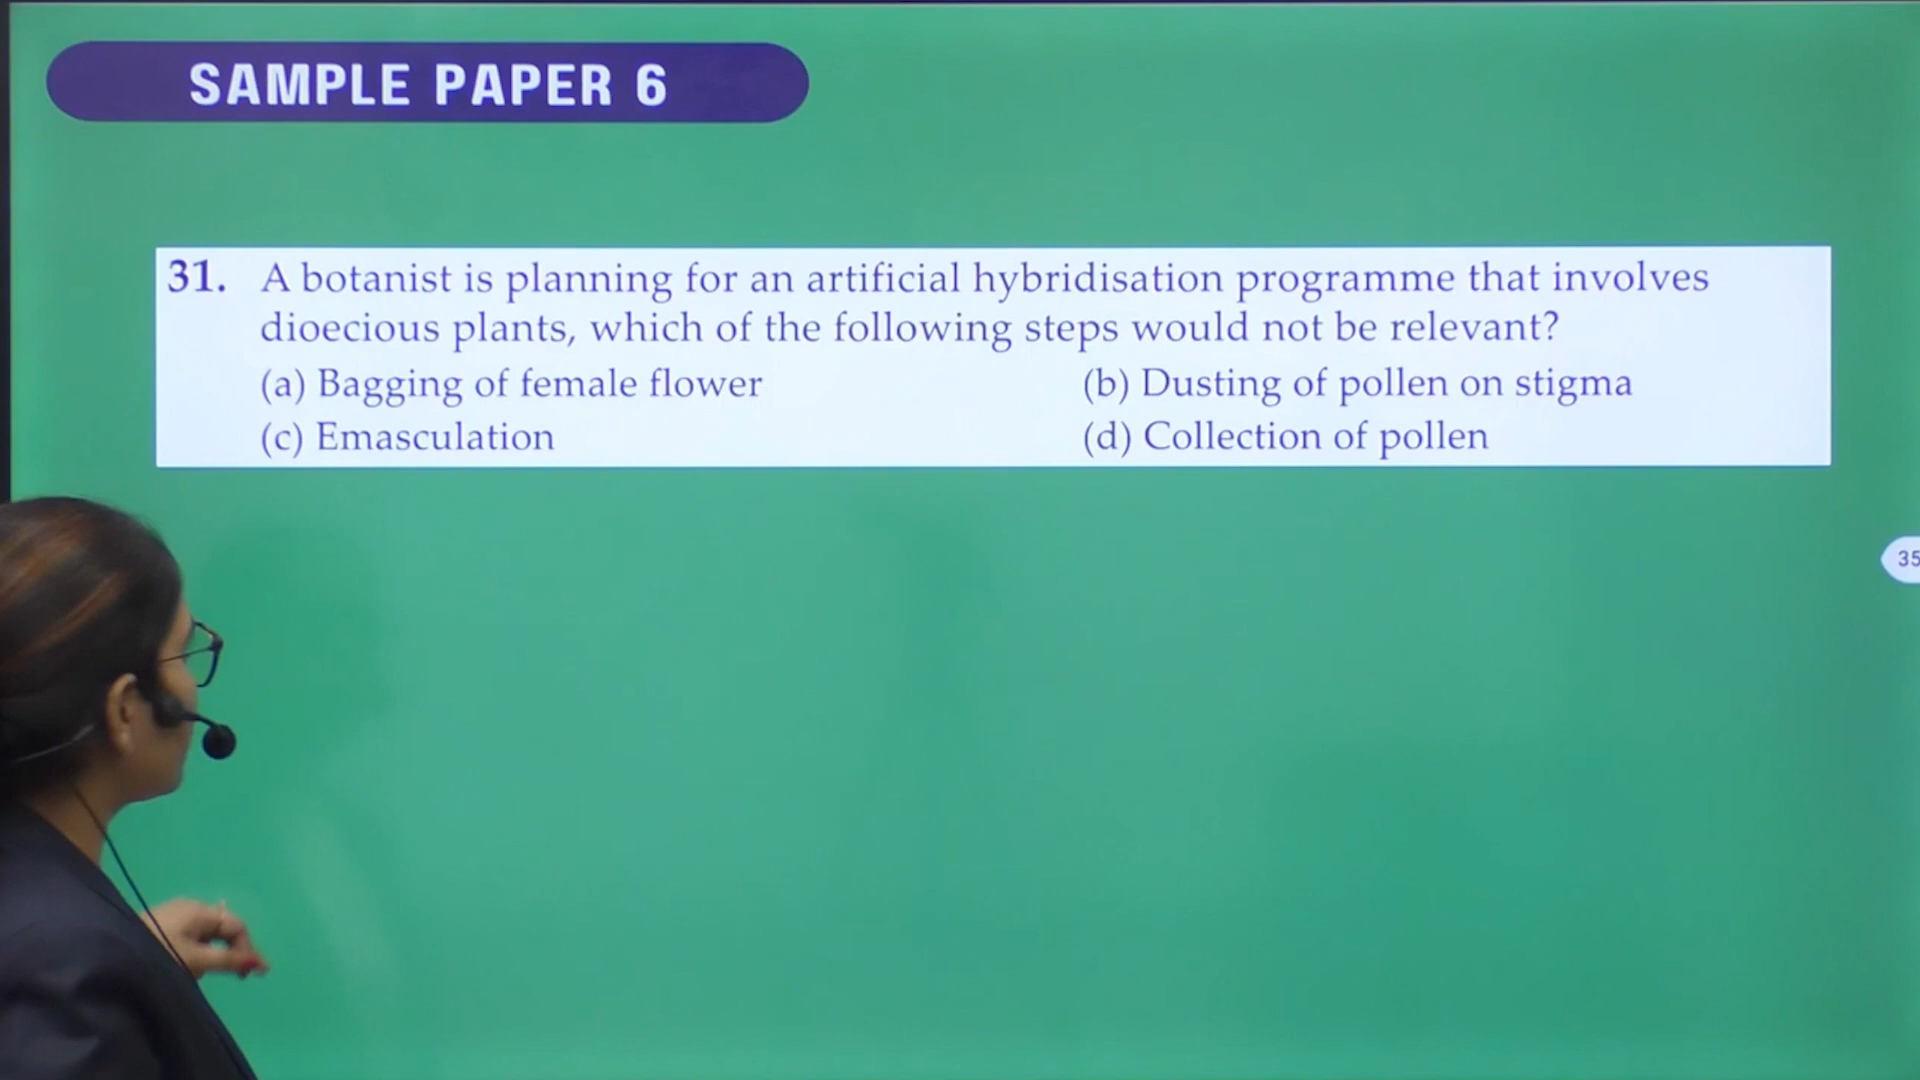 SAMPLE PAPER 6
31. A botanist is planning for an artificial hybridisation programme that involves
dioecious plants, which of the following steps would not be relevant?
(a) Bagging of female flower (b) Dusting of pollen on stigma
(c) Emasculation (d) Collection of pollen
35